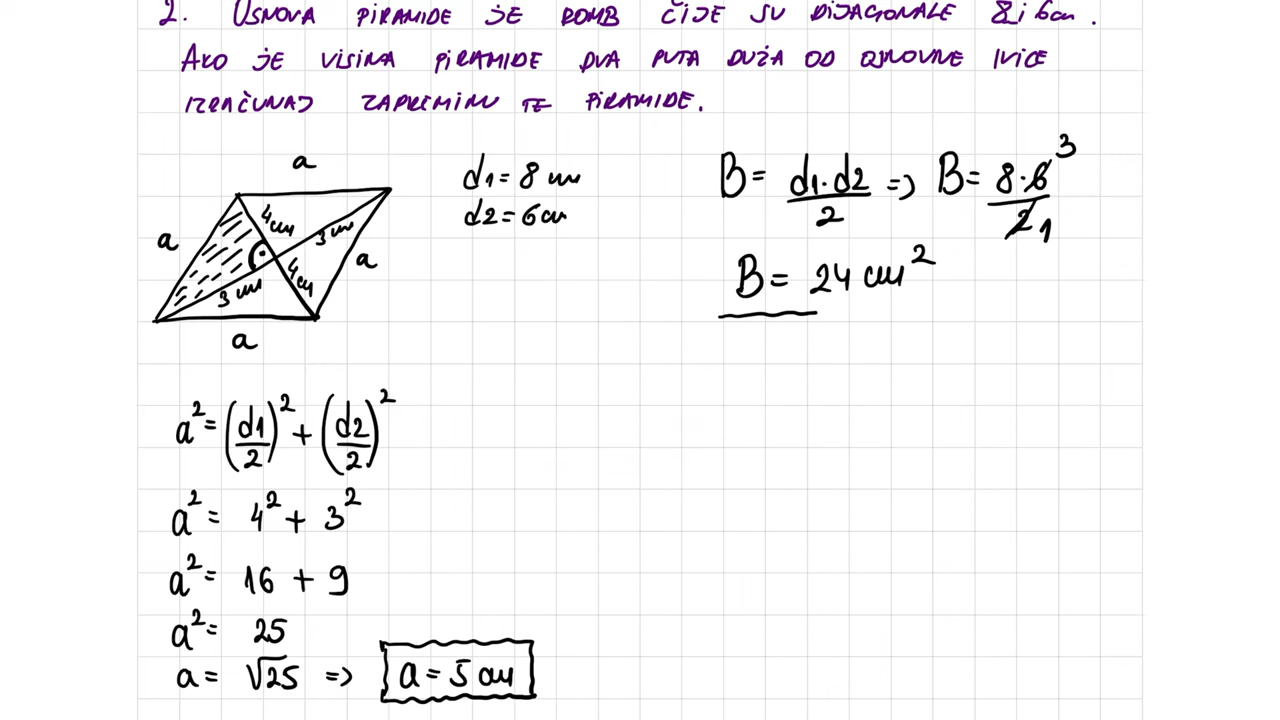 2. OSNOVA PIRAMIDE JE ROMB ČIJE SU DIJAGONALE 8 i 6cm.
AKO JE VISINA PIRAMIDE DVA PUTA DUŽA OD OSNOVNE IVICE
IZRAČUNAJ ZAPREMINU TE PIRAMIDE.
a
a
4cm
3cm
a
3cm
4cm
a
d1 = 8 cm
d2 = 6cm
B = d1·d2/2 => B = 8·6 3/2 1
B = 24 cm²
a² = (d1/2)² + (d2/2)²
a² = 4² + 3²
a² = 16 + 9
a² = 25
a = √25 => a = 5 cm